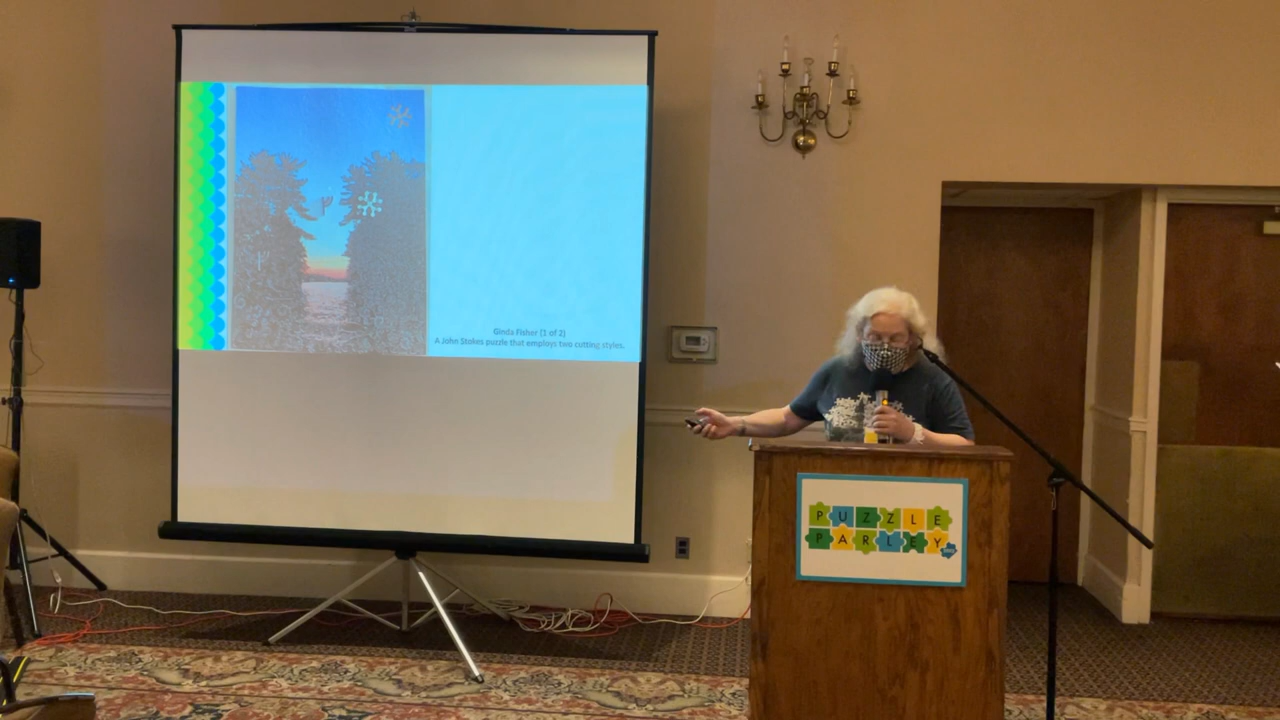 Ginda Fisher (1 of 2)
A John Stokes puzzle that employs two cutting styles.
PUZZLE
PARLEY